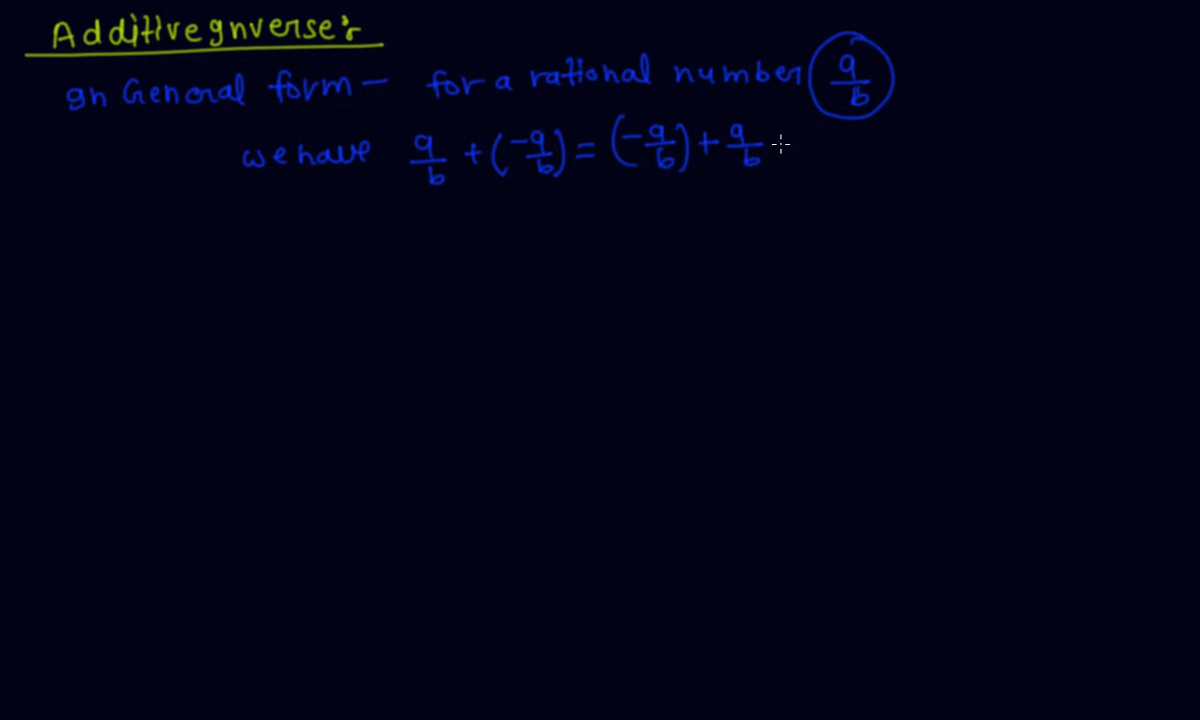 Additive Inverse's
In General form - for a rational number a/b
we have a/b + (-a/b) = (-a/b) + a/b